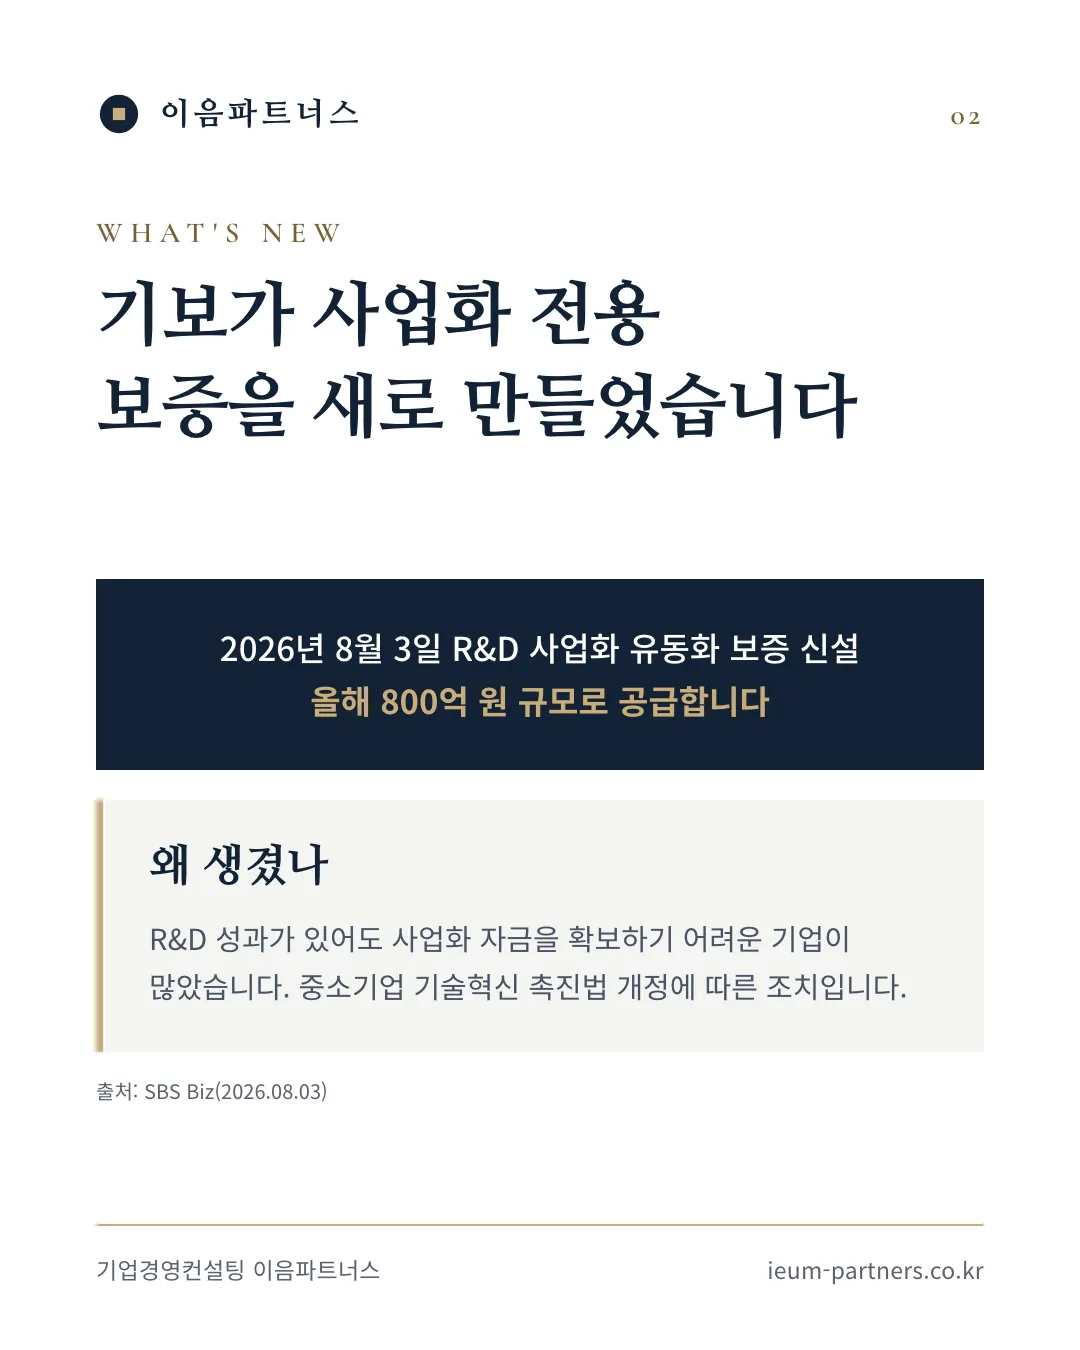 이음파트너스
02
WHAT'S NEW
기보가 사업화 전용
보증을 새로 만들었습니다
2026년 8월 3일 R&D 사업화 유동화 보증 신설
올해 800억 원 규모로 공급합니다
왜 생겼나
R&D 성과가 있어도 사업화 자금을 확보하기 어려운 기업이
많았습니다. 중소기업 기술혁신 촉진법 개정에 따른 조치입니다.
출처: SBS Biz(2026.08.03)
기업경영컨설팅 이음파트너스
ieum-partners.co.kr